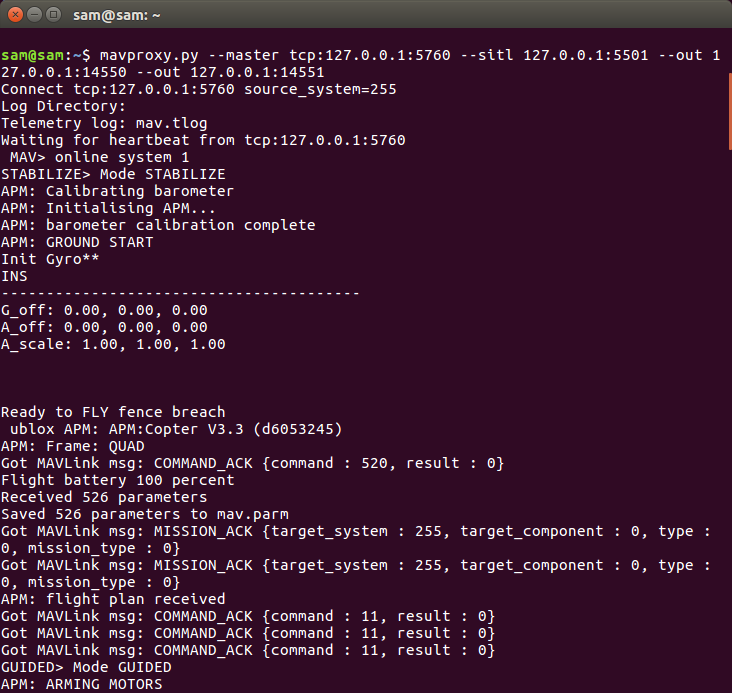 sam@sam: ~
sam@sam:~$ mavproxy.py --master tcp:127.0.0.1:5760 --sitl 127.0.0.1:5501 --out 1
27.0.0.1:14550 --out 127.0.0.1:14551
Connect tcp:127.0.0.1:5760 source_system=255
Log Directory:
Telemetry log: mav.tlog
Waiting for heartbeat from tcp:127.0.0.1:5760
 MAV> online system 1
STABILIZE> Mode STABILIZE
APM: Calibrating barometer
APM: Initialising APM...
APM: barometer calibration complete
APM: GROUND START
Init Gyro**
INS
----------------------------------------
G_off: 0.00, 0.00, 0.00
A_off: 0.00, 0.00, 0.00
A_scale: 1.00, 1.00, 1.00
Ready to FLY fence breach
 ublox APM: APM:Copter V3.3 (d6053245)
APM: Frame: QUAD
Got MAVLink msg: COMMAND_ACK {command : 520, result : 0}
Flight battery 100 percent
Received 526 parameters
Saved 526 parameters to mav.parm
Got MAVLink msg: MISSION_ACK {target_system : 255, target_component : 0, type :
0, mission_type : 0}
Got MAVLink msg: MISSION_ACK {target_system : 255, target_component : 0, type :
0, mission_type : 0}
APM: flight plan received
Got MAVLink msg: COMMAND_ACK {command : 11, result : 0}
Got MAVLink msg: COMMAND_ACK {command : 11, result : 0}
Got MAVLink msg: COMMAND_ACK {command : 11, result : 0}
GUIDED> Mode GUIDED
APM: ARMING MOTORS